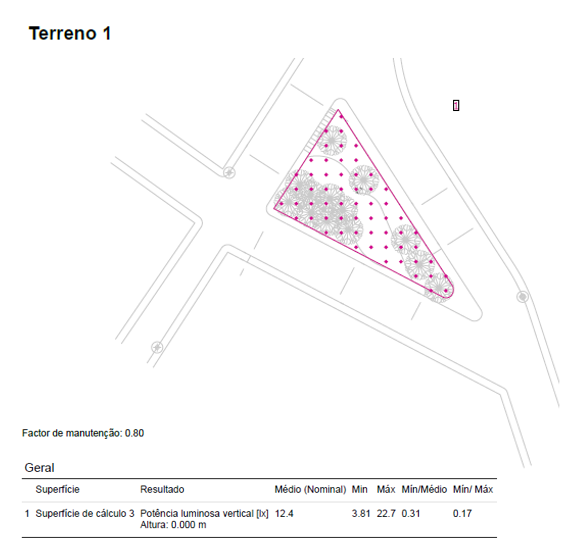 Terreno 1
1
Factor de manutenção: 0.80
Geral
Superfície Resultado Médio (Nominal) Min Máx Mín/Médio Mín/ Máx
1 Superfície de cálculo 3 Potência luminosa vertical [lx] 12.4 3.81 22.7 0.31 0.17
Altura: 0.000 m